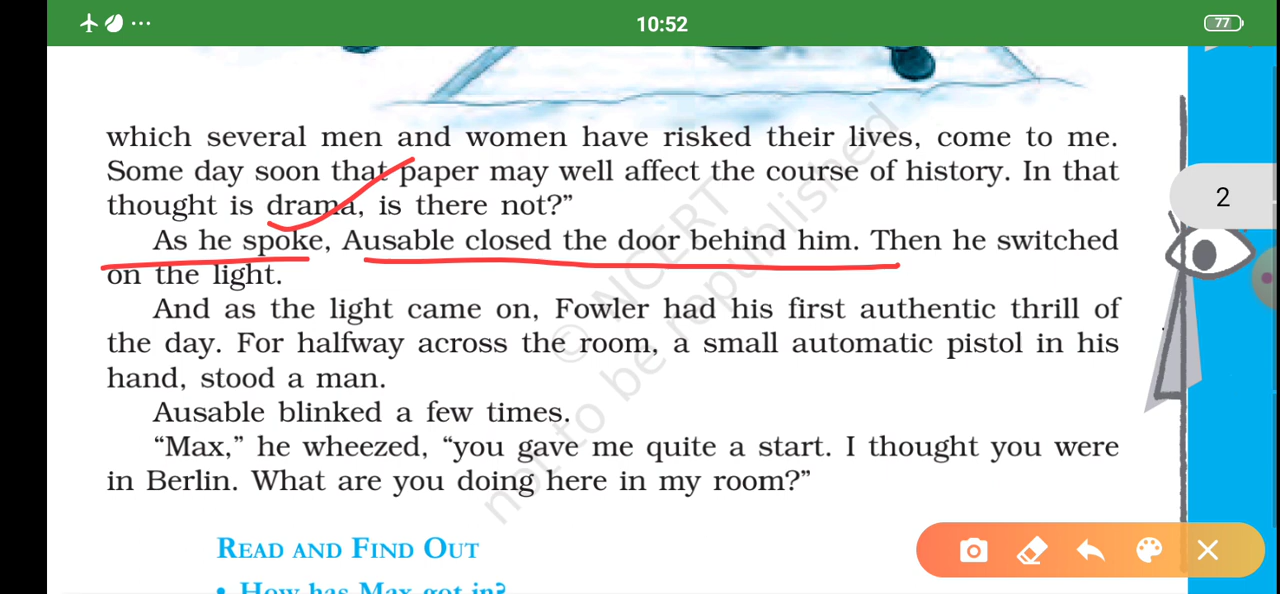 10:52
77
which several men and women have risked their lives, come to me.
Some day soon that paper may well affect the course of history. In that
thought is drama, is there not?”
As he spoke, Ausable closed the door behind him. Then he switched
on the light.
And as the light came on, Fowler had his first authentic thrill of
the day. For halfway across the room, a small automatic pistol in his
hand, stood a man.
Ausable blinked a few times.
“Max,” he wheezed, “you gave me quite a start. I thought you were
in Berlin. What are you doing here in my room?”
READ AND FIND OUT
• How has Max got in?
2
© NCERT
not to be republished